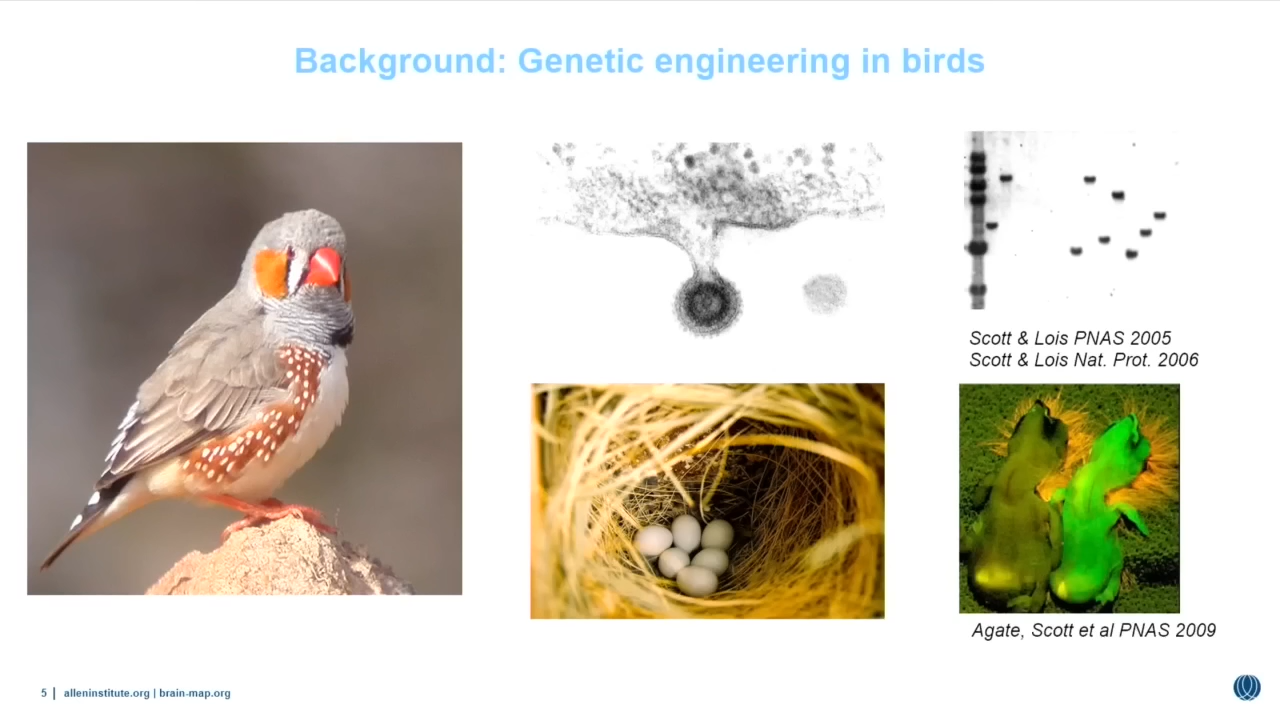 Background: Genetic engineering in birds
Scott & Lois PNAS 2005
Scott & Lois Nat. Prot. 2006
Agate, Scott et al PNAS 2009
5 | alleninstitute.org | brain-map.org